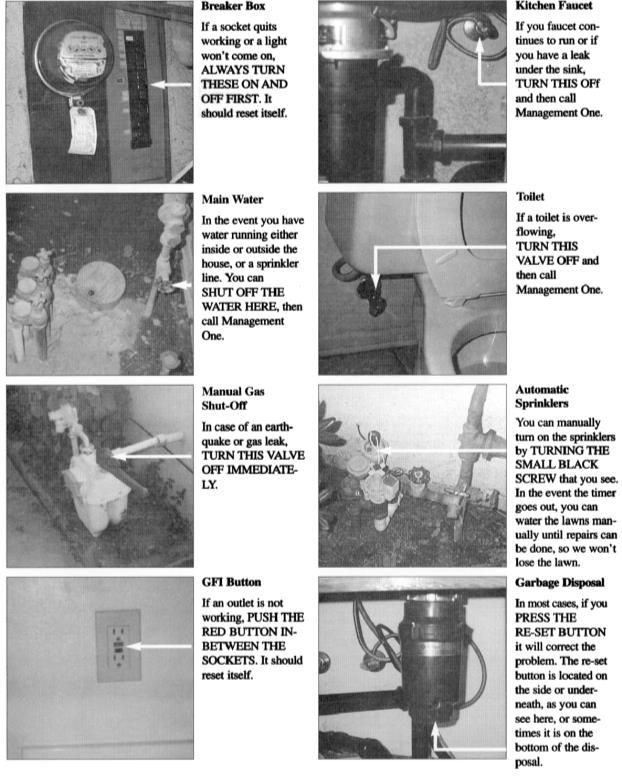 Breaker Box
If a socket quits
working or a light
won't come on,
ALWAYS TURN
THESE ON AND
OFF FIRST. It
should reset itself.
Kitchen Faucet
If you faucet con-
tinues to run or if
you have a leak
under the sink,
TURN THIS OFf
and then call
Management One.
Main Water
In the event you have
water running either
inside or outside the
house, or a sprinkler
line. You can
SHUT OFF THE
WATER HERE, then
call Management
One.
Toilet
If a toilet is over-
flowing,
TURN THIS
VALVE OFF and
then call
Management One.
Manual Gas
Shut-Off
In case of an earth-
quake or gas leak,
TURN THIS VALVE
OFF IMMEDIATE-
LY.
Automatic
Sprinklers
You can manually
turn on the sprinklers
by TURNING THE
SMALL BLACK
SCREW that you see.
In the event the timer
goes out, you can
water the lawns man-
ually until repairs can
be done, so we won't
lose the lawn.
GFI Button
If an outlet is not
working, PUSH THE
RED BUTTON IN-
BETWEEN THE
SOCKETS. It should
reset itself.
Garbage Disposal
In most cases, if you
PRESS THE
RE-SET BUTTON
it will correct the
problem. The re-set
button is located on
the side or under-
neath, as you can
see here, or some-
times it is on the
bottom of the dis-
posal.